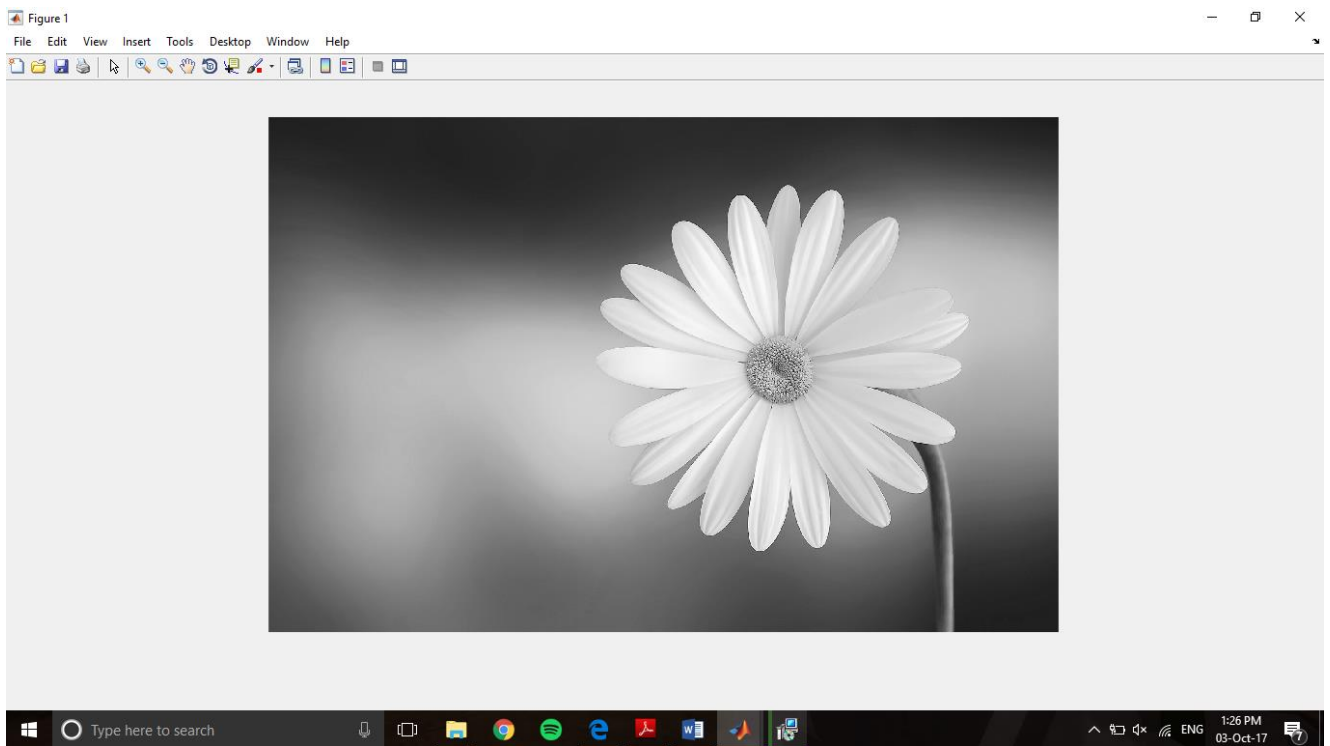 Figure 1
File Edit View Insert Tools Desktop Window Help
Type here to search
ENG
1:26 PM
03-Oct-17
7